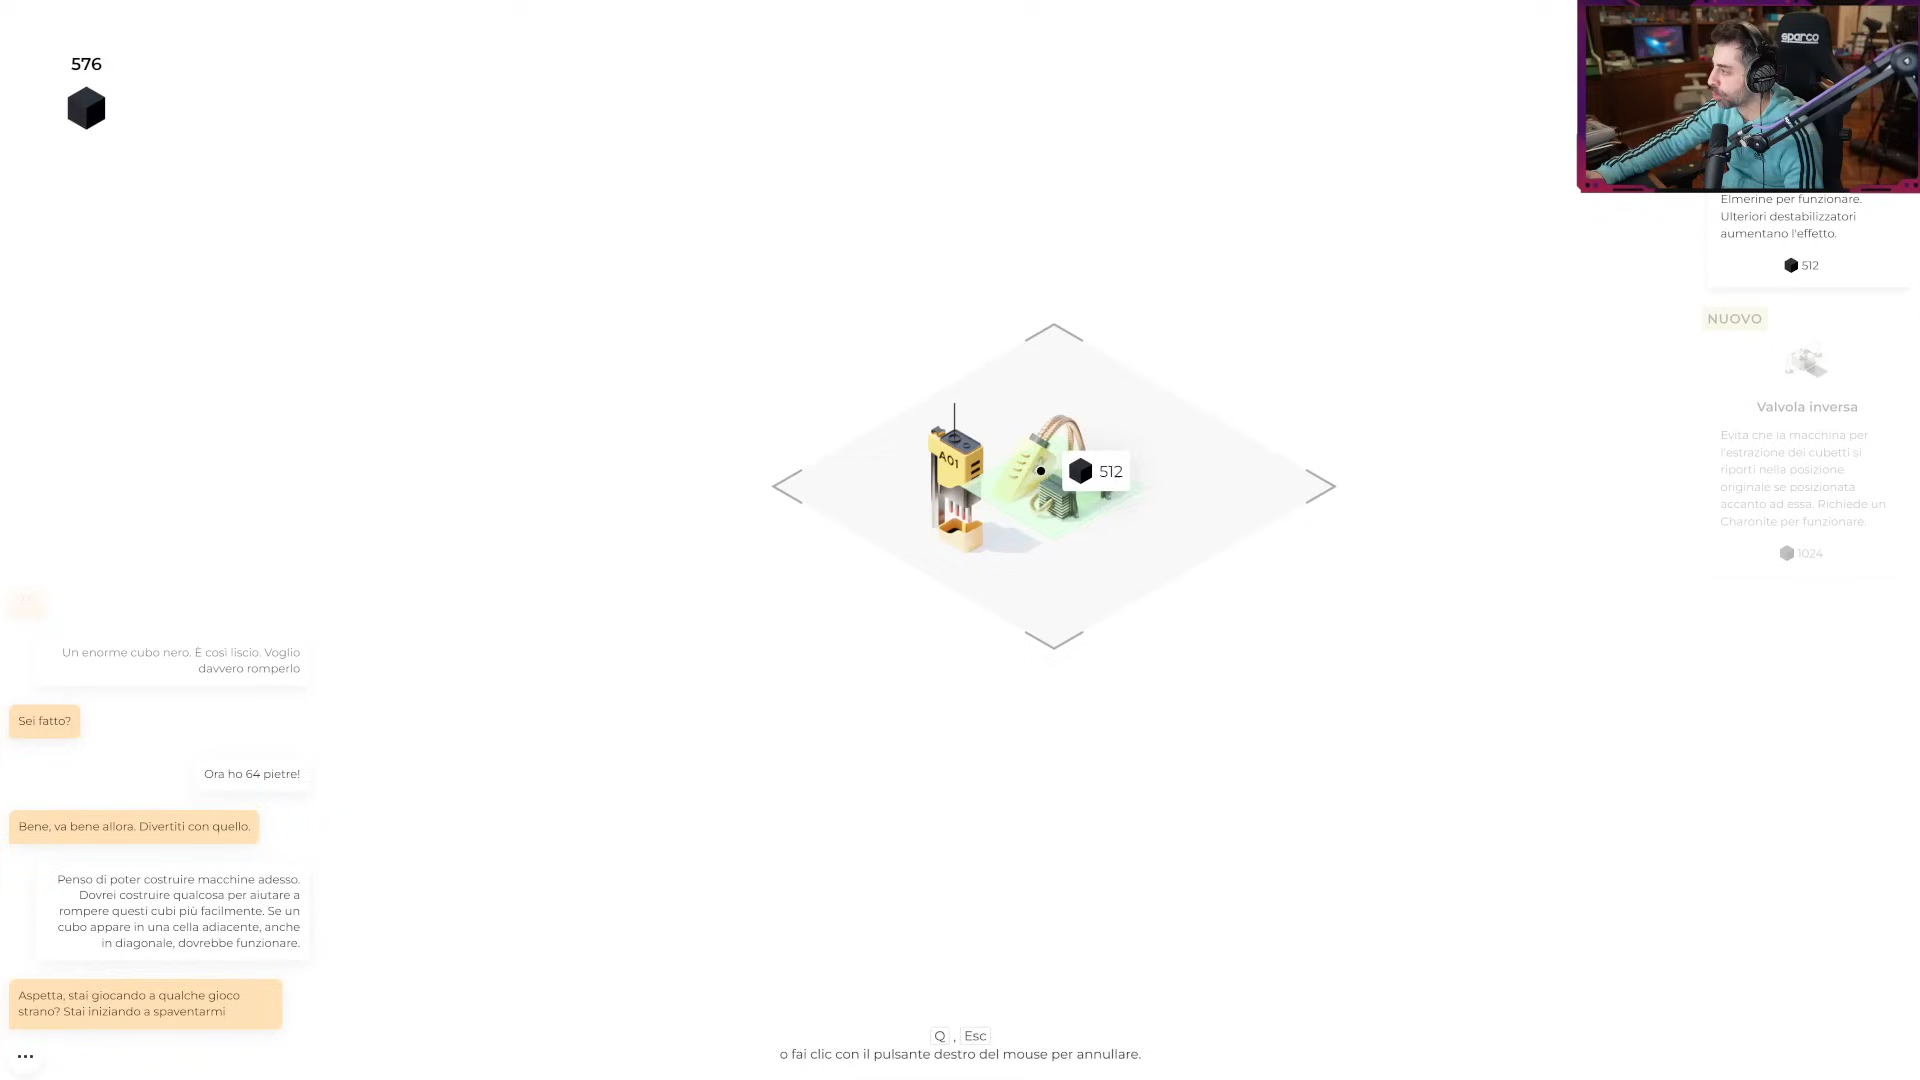 576
sparco
Elmerine per funzionare.
Ulteriori destabilizzatori
aumentano l'effetto.
512
NUOVO
Valvola inversa
Evita che la macchina per
l'estrazione dei cubetti si
riporti nella posizione
originale se posizionata
accanto ad essa. Richiede un
Charonite per funzionare.
1024
A01
512
Un enorme cubo nero. È così liscio. Voglio
davvero romperlo
Sei fatto?
Ora ho 64 pietre!
Bene, va bene allora. Divertiti con quello.
Penso di poter costruire macchine adesso.
Dovrei costruire qualcosa per aiutare a
rompere questi cubi più facilmente. Se un
cubo appare in una cella adiacente, anche
in diagonale, dovrebbe funzionare.
Aspetta, stai giocando a qualche gioco
strano? Stai iniziando a spaventarmi
...
Q , Esc
o fai clic con il pulsante destro del mouse per annullare.